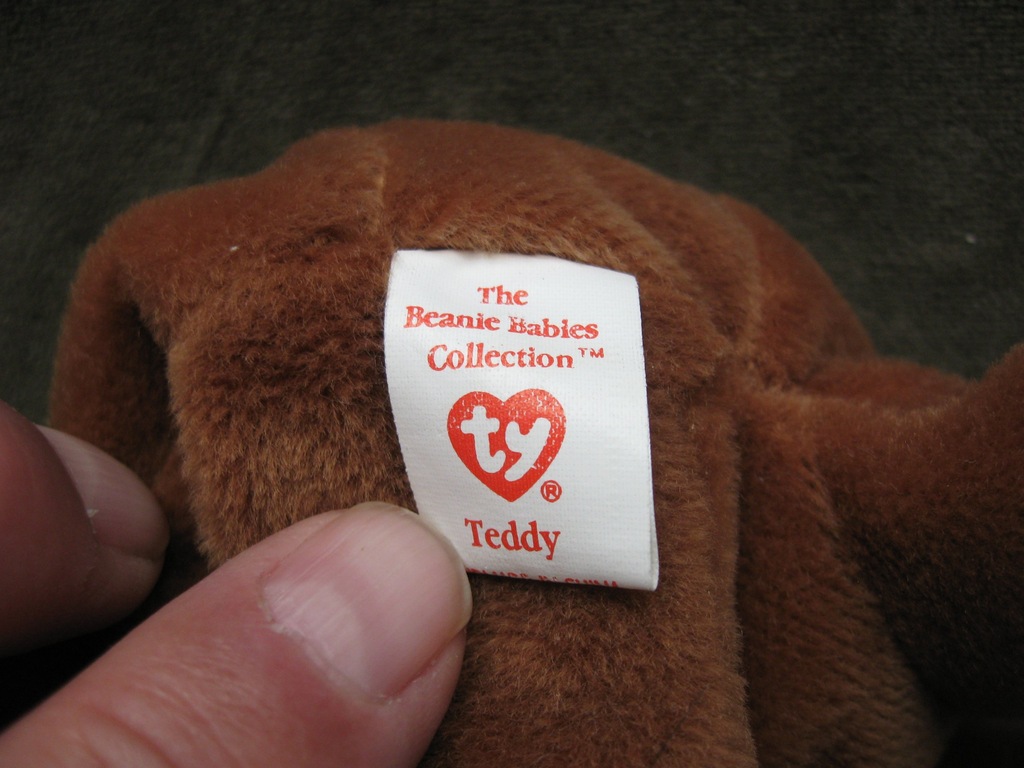 The
Beanie Babies
Collection™
ty®
Teddy